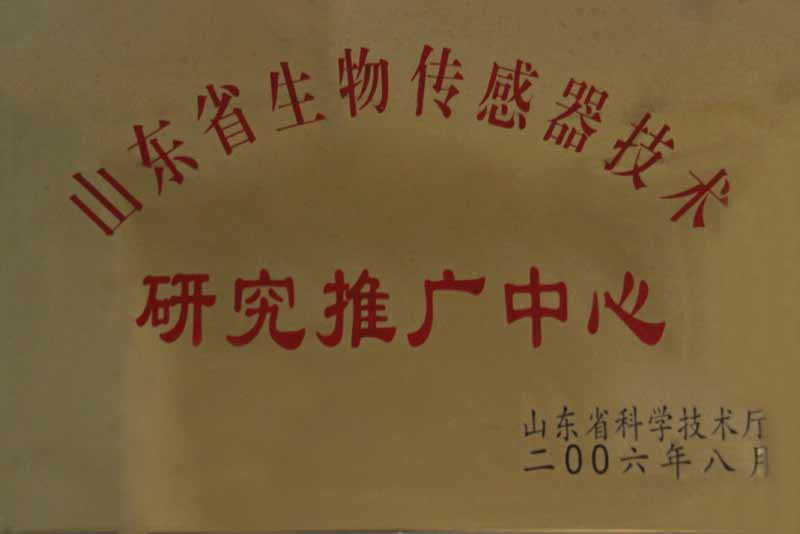 山东省生物传感器技术
研究推广中心
山东省科学技术厅
二00六年八月